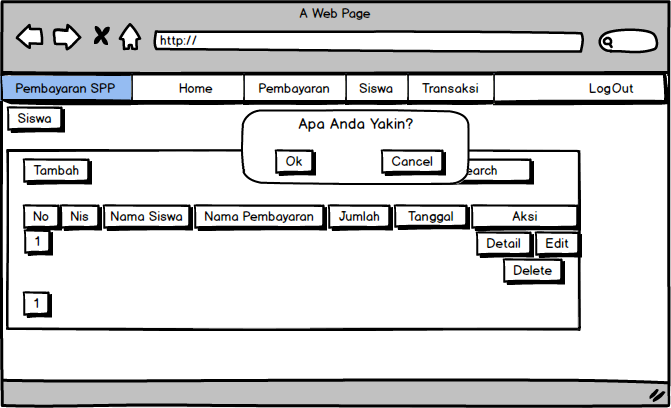 A Web Page
http://
Pembayaran SPP Home Pembayaran Siswa Transaksi LogOut
Siswa
Apa Anda Yakin?
Ok Cancel
Tambah earch
No Nis Nama Siswa Nama Pembayaran Jumlah Tanggal Aksi
1 Detail Edit
Delete
1